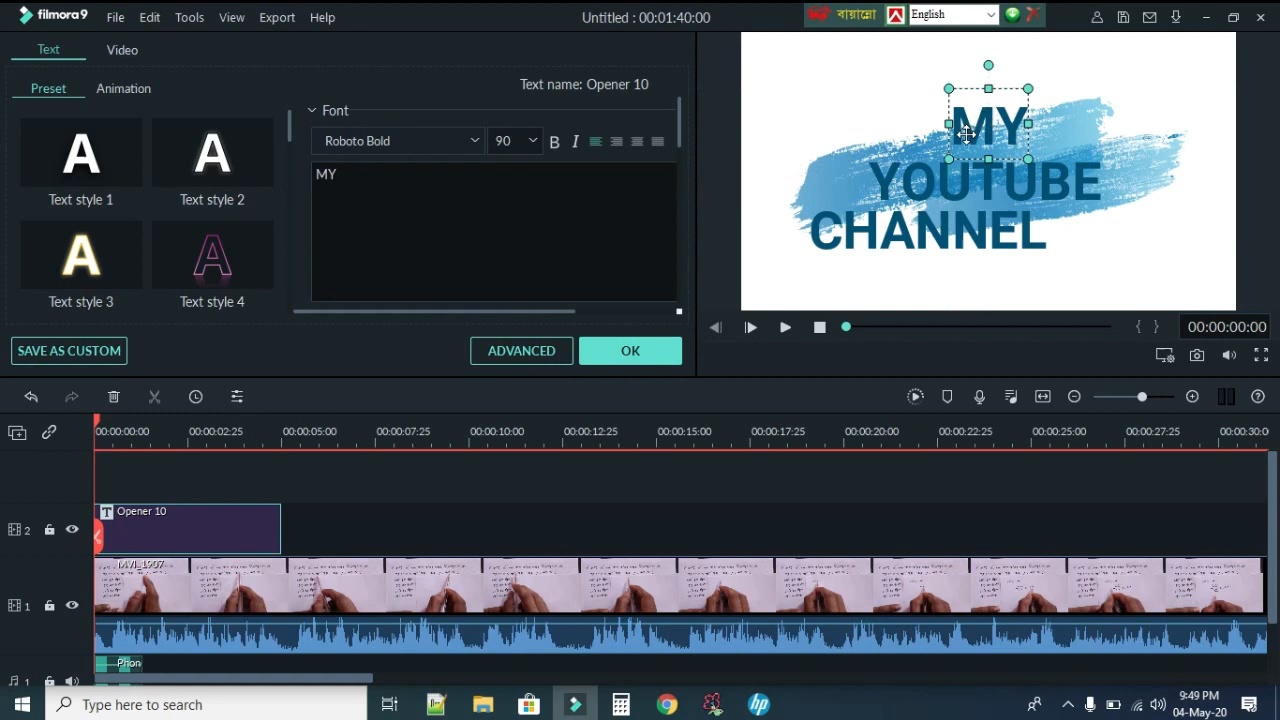 filmora9
File
Tools
Export
Help
Untitled : 00:01:40:00
বায়ান্নো
English
Text
Video
Preset
Animation
Text name: Opener 10
Font
Roboto Bold
90
B
I
A
Text style 1
A
Text style 2
A
Text style 3
A
Text style 4
MY
SAVE AS CUSTOM
ADVANCED
OK
MY
YOUTUBE
CHANNEL
00:00:00:00
00:00:00:00 00:00:02:25 00:00:05:00 00:00:07:25 00:00:10:00 00:00:12:25 00:00:15:00 00:00:17:25 00:00:20:00 00:00:22:25 00:00:25:00 00:00:27:25 00:00:30:0
2
T Opener 10
1
MVI_1997
1
Phon
Type here to search
hp
9:49 PM
04-May-20